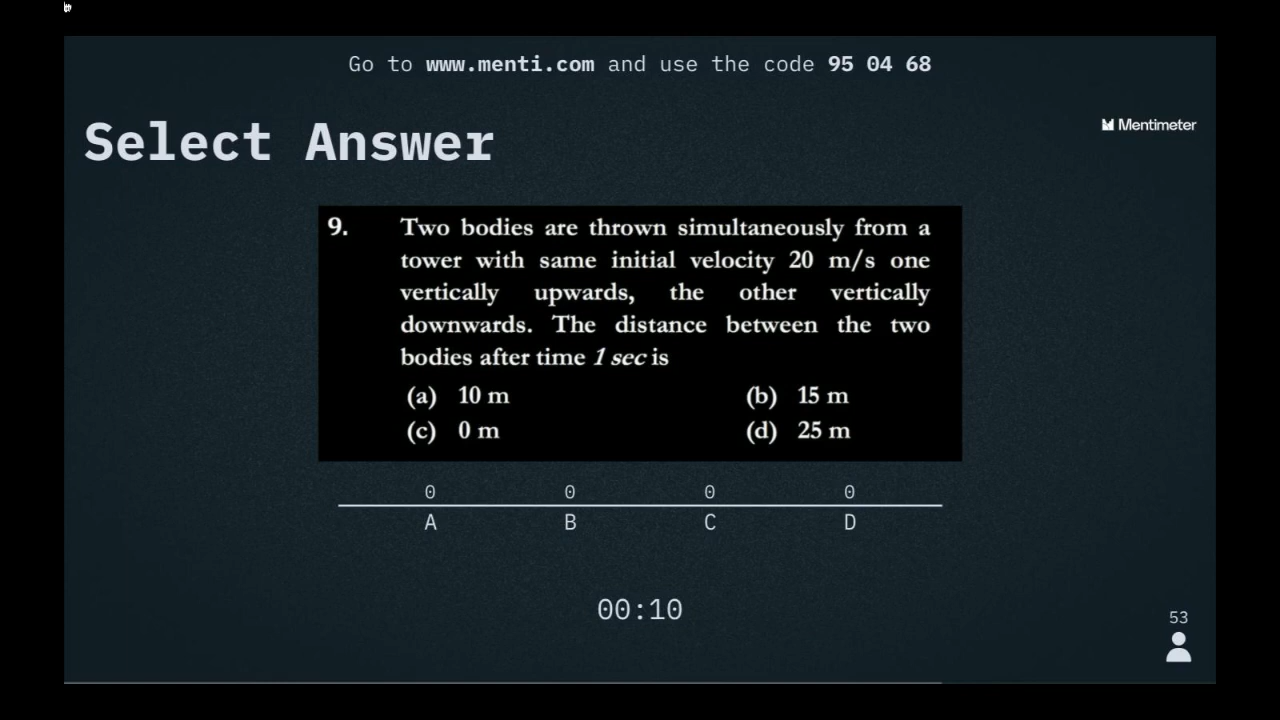 Go to www.menti.com and use the code 95 04 68
Mentimeter
Select Answer
9. Two bodies are thrown simultaneously from a
tower with same initial velocity 20 m/s one
vertically upwards, the other vertically
downwards. The distance between the two
bodies after time 1 sec is
(a) 10 m (b) 15 m
(c) 0 m (d) 25 m
0 0 0 0
A B C D
00:10
53